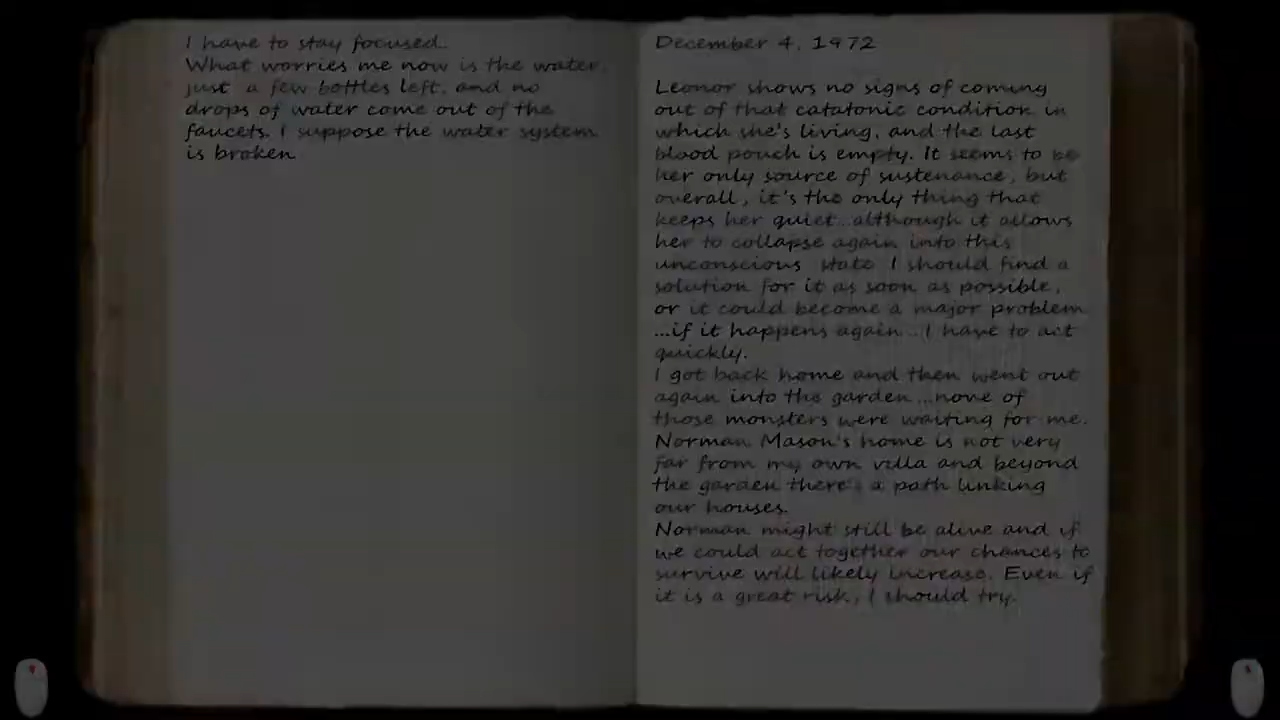 I have to stay focused..
What worries me now is the water,
just a few bottles left, and no
drops of water come out of the
faucets. I suppose the water system
is broken
December 4, 1972
Leonor shows no signs of coming
out of that catatonic condition in
which she's living, and the last
blood pouch is empty. It seems to be
her only source of sustenance, but
overall, it's the only thing that
keeps her quiet...although it allows
her to collapse again into this
unconscious state. I should find a
solution for it as soon as possible,
or it could become a major problem
...if it happens again...I have to act
quickly.
I got back home and then went out
again into the garden...none of
those monsters were waiting for me.
Norman Mason's home is not very
far from my own villa and beyond
the garden there's a path linking
our houses.
Norman might still be alive and if
we could act together our chances to
survive will likely increase. Even if
it is a great risk, I should try.